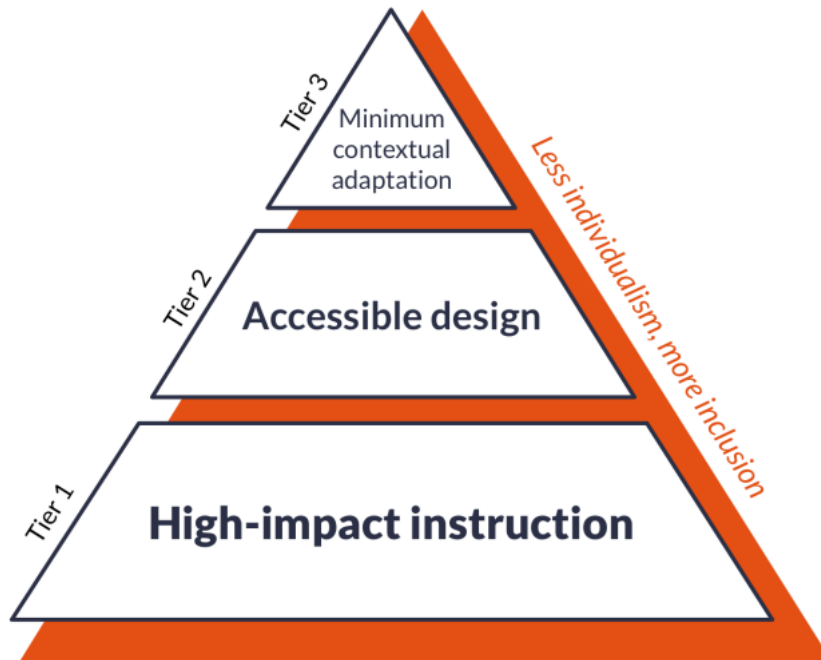 Tier 3
Minimum
contextual
adaptation
Less individualism, more inclusion
Tier 2
Accessible design
Tier 1
High-impact instruction